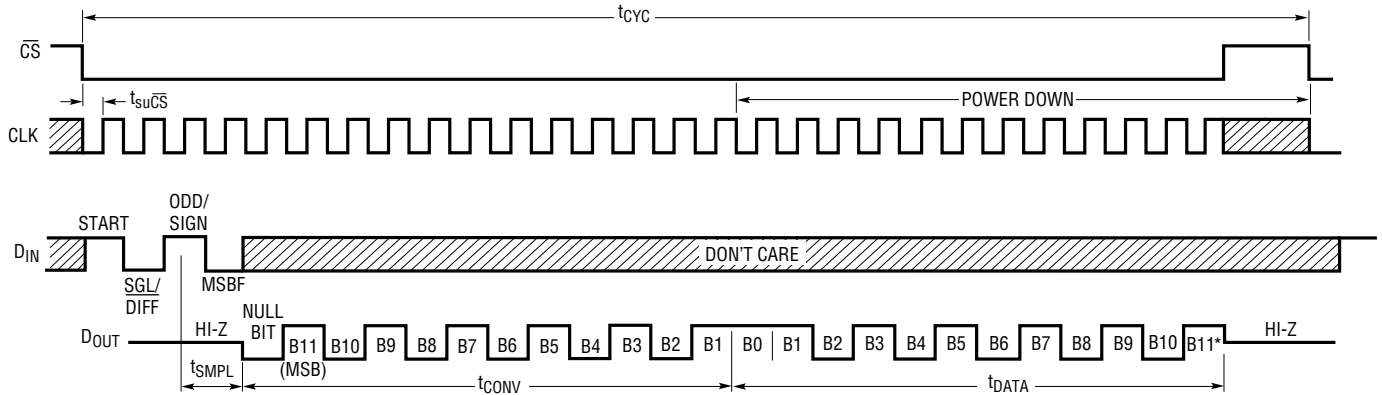 tCYC
CS
tsuCS
POWER DOWN
CLK
START
ODD/
SIGN
DIN
DON'T CARE
SGL/
DIFF
MSBF
NULL
BIT
DOUT
HI-Z
B11
(MSB)
B10
B9
B8
B7
B6
B5
B4
B3
B2
B1
B0
B1
B2
B3
B4
B5
B6
B7
B8
B9
B10
B11*
HI-Z
tSMPL
tCONV
tDATA